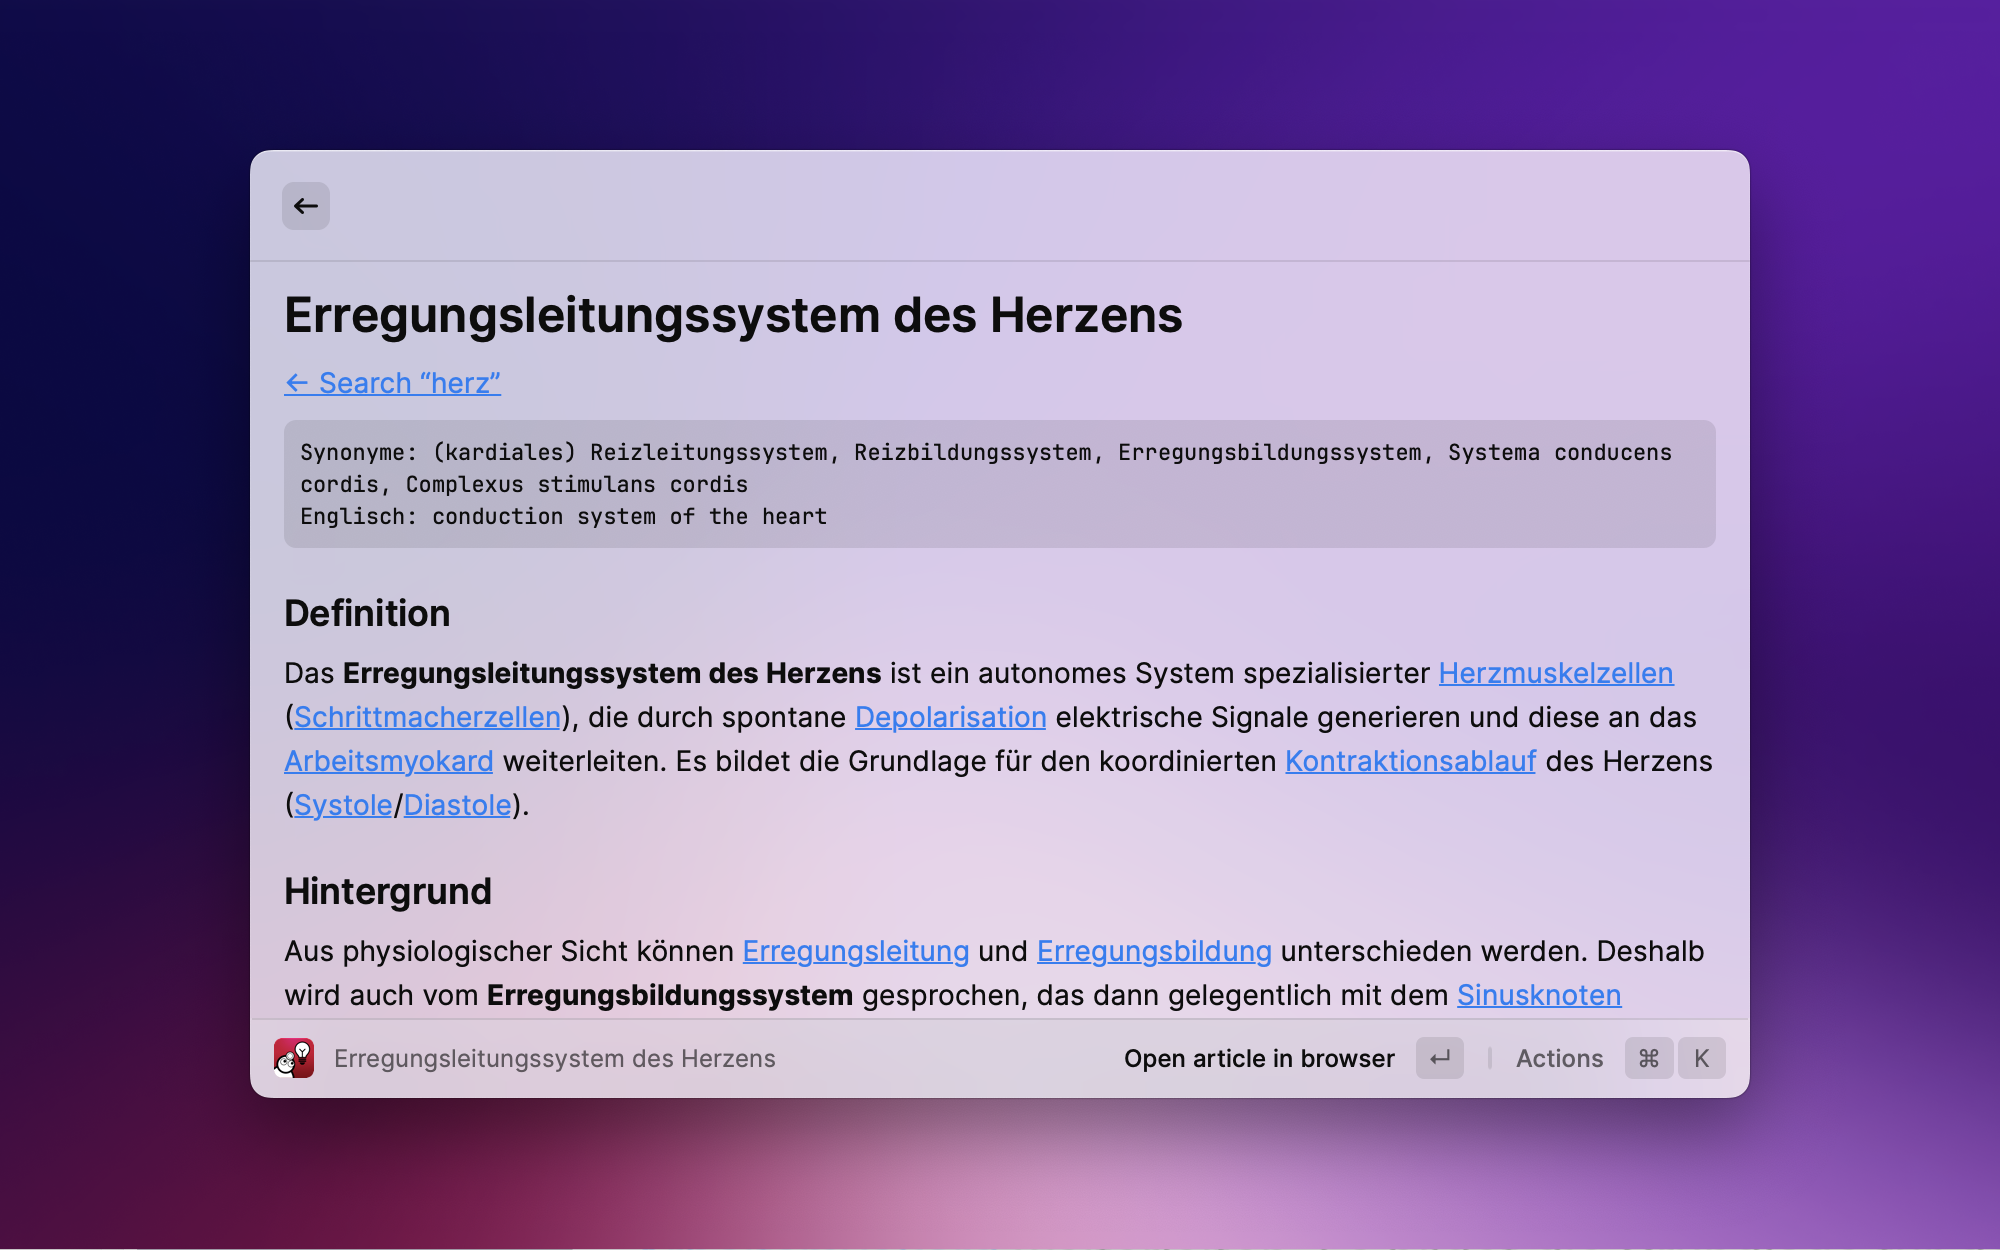 Erregungsleitungssystem des Herzens
← Search “herz”
Synonyme: (kardiales) Reizleitungssystem, Reizbildungssystem, Erregungsbildungssystem, Systema conducens
cordis, Complexus stimulans cordis
Englisch: conduction system of the heart
Definition
Das Erregungsleitungssystem des Herzens ist ein autonomes System spezialisierter Herzmuskelzellen
(Schrittmacherzellen), die durch spontane Depolarisation elektrische Signale generieren und diese an das
Arbeitsmyokard weiterleiten. Es bildet die Grundlage für den koordinierten Kontraktionsablauf des Herzens
(Systole/Diastole).
Hintergrund
Aus physiologischer Sicht können Erregungsleitung und Erregungsbildung unterschieden werden. Deshalb
wird auch vom Erregungsbildungssystem gesprochen, das dann gelegentlich mit dem Sinusknoten
Erregungsleitungssystem des Herzens Open article in browser ↵ Actions ⌘ K